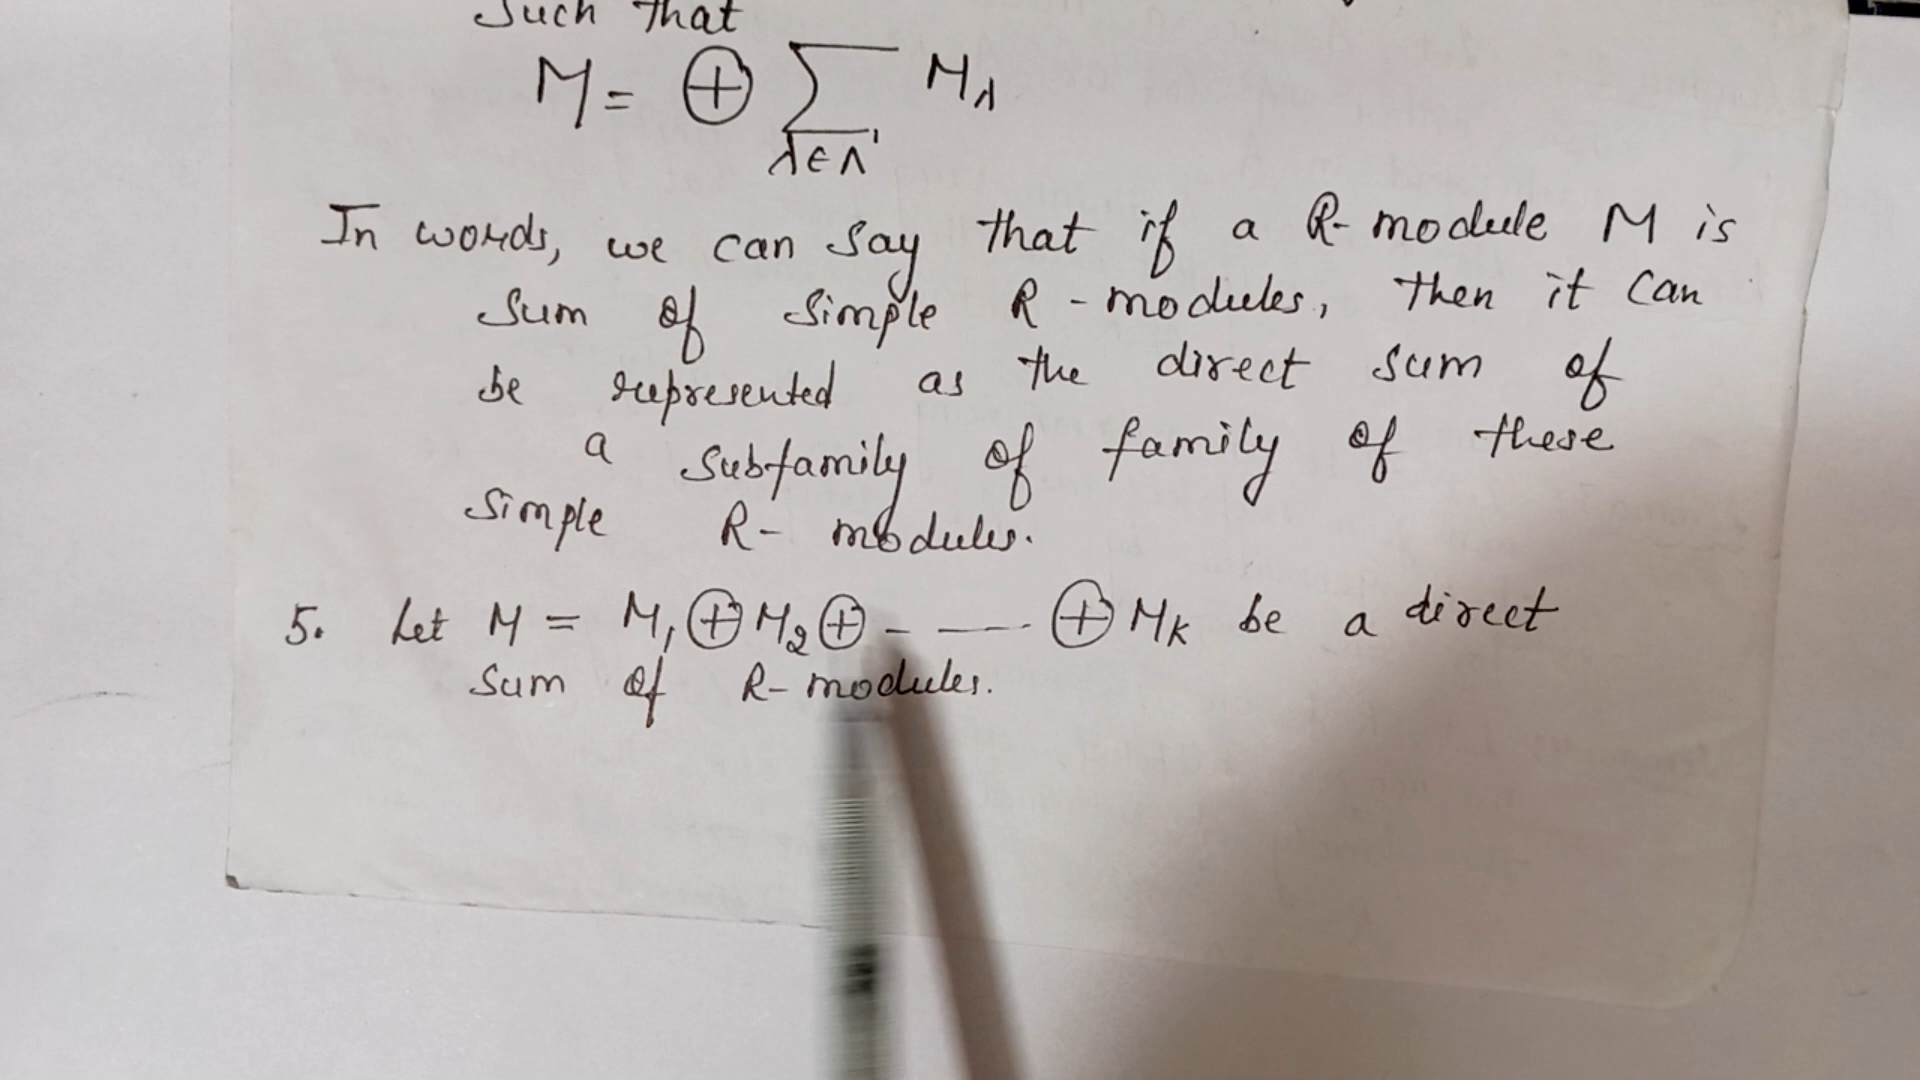 Such that
M = ⊕ ∑ Mλ
λ∈Λ'
In words, we can say that if a R-module M is
Sum of Simple R-modules, then it Can
be represented as the direct sum of
a Subfamily of family of these
Simple R-modules.
5. Let M = M₁ ⊕ M₂ ⊕ - —— ⊕ Mₖ be a direct
Sum of R-modules.